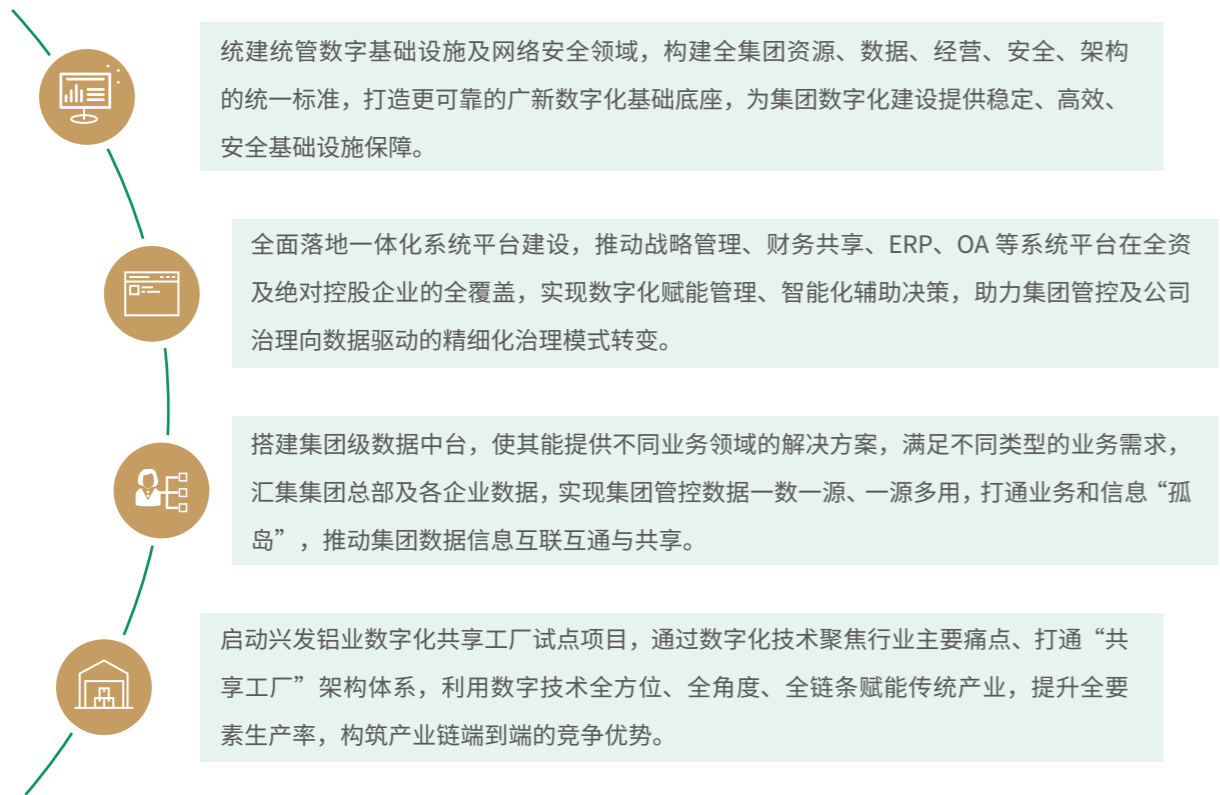 统建统管数字基础设施及网络安全领域，构建全集团资源、数据、经营、安全、架构
的统一标准，打造更可靠的广新数字化基础底座，为集团数字化建设提供稳定、高效、
安全基础设施保障。
全面落地一体化系统平台建设，推动战略管理、财务共享、ERP、OA 等系统平台在全资
及绝对控股企业的全覆盖，实现数字化赋能管理、智能化辅助决策，助力集团管控及公司
治理向数据驱动的精细化治理模式转变。
搭建集团级数据中台，使其能提供不同业务领域的解决方案，满足不同类型的业务需求，
汇集集团总部及各企业数据，实现集团管控数据一数一源、一源多用，打通业务和信息“孤
岛”，推动集团数据信息互联互通与共享。
启动兴发铝业数字化共享工厂试点项目，通过数字化技术聚焦行业主要痛点、打通“共
享工厂”架构体系，利用数字技术全方位、全角度、全链条赋能传统产业，提升全要
素生产率，构筑产业链端到端的竞争优势。